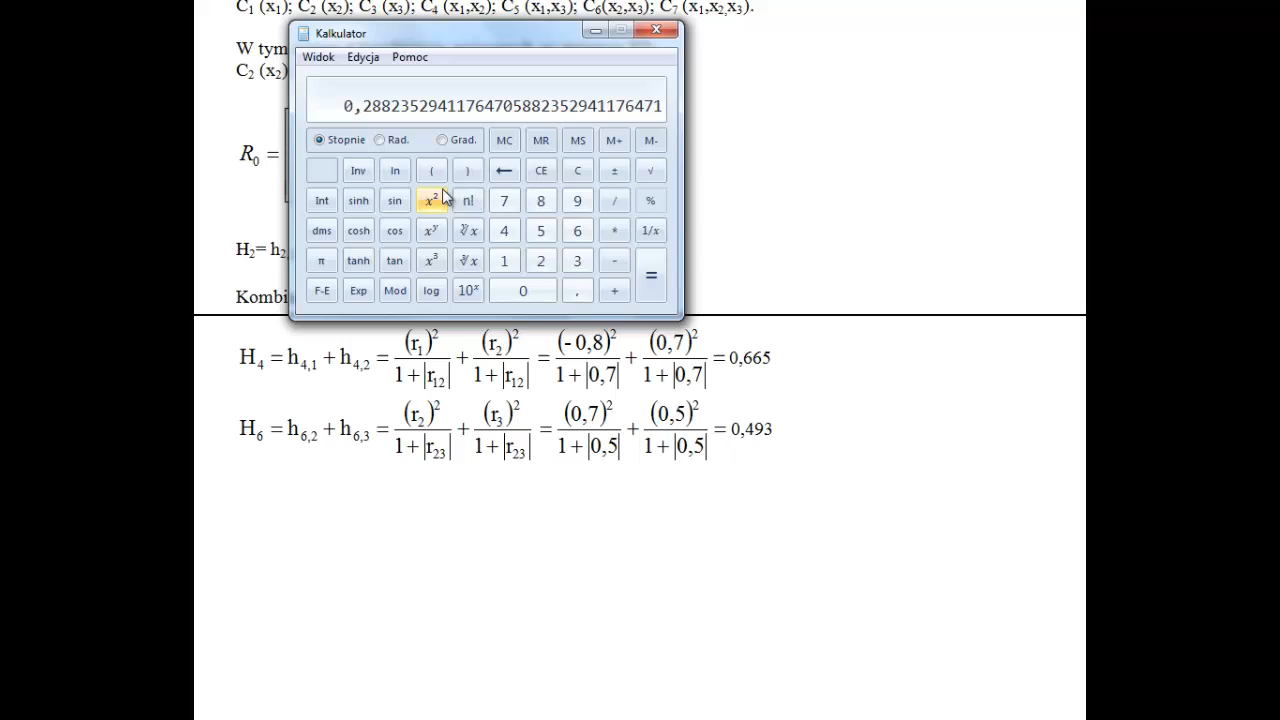 C₁ (x₁); C₂ (x₂); C₃ (x₃); C₄ (x₁,x₂); C₅ (x₁,x₃); C₆(x₂,x₃); C₇ (x₁,x₂,x₃).
Kalkulator
W tym
Widok Edycja Pomoc
C₂ (x₂)
0,28823529411764705882352941176471
Stopnie Rad. Grad. MC MR MS M+ M-
R₀ =
Inv ln ( ) ← CE C ± √
Int sinh sin x² n! 7 8 9 / %
dms cosh cos xʸ ʸ√x 4 5 6 * 1/x
H₂= h₂,
π tanh tan x³ ³√x 1 2 3 - =
F-E Exp Mod log 10ˣ 0 , +
Kombi
H₄ = h₄,₁ + h₄,₂ = (r₁)²/(1+|r₁₂|) + (r₂)²/(1+|r₁₂|) = (-0,8)²/(1+|0,7|) + (0,7)²/(1+|0,7|) = 0,665
H₆ = h₆,₂ + h₆,₃ = (r₂)²/(1+|r₂₃|) + (r₃)²/(1+|r₂₃|) = (0,7)²/(1+|0,5|) + (0,5)²/(1+|0,5|) = 0,493